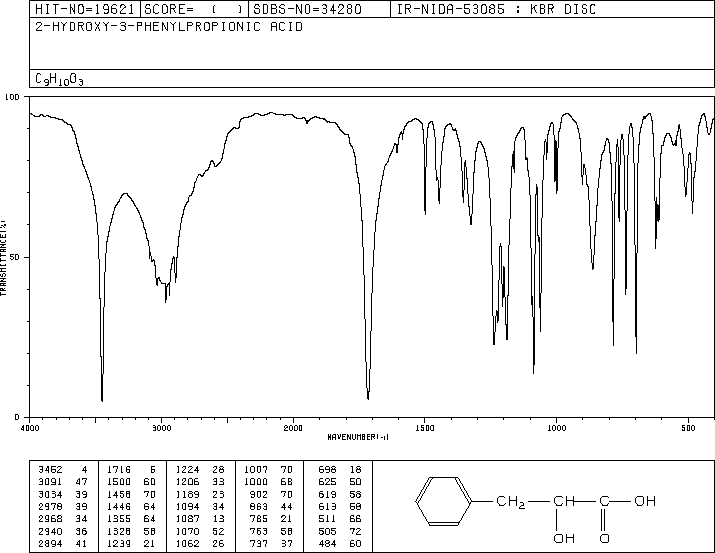 HIT-NO=19621 SCORE= ( ) SDBS-NO=34280 IR-NIDA-53085 : KBR DISC
2-HYDROXY-3-PHENYLPROPIONIC ACID
C9H10O3
100
50
0
TRANSMITTANCE(%)
4000 3000 2000 1500 1000 500
WAVENUMBER(-1)
3452 4 1716 5 1224 28 1007 70 698 18
3091 47 1500 60 1206 33 1000 68 625 50
3034 39 1458 70 1189 23 902 70 619 58
2978 39 1446 64 1094 34 863 44 613 58
2968 34 1355 64 1087 13 785 21 511 66
2940 36 1328 58 1070 52 763 58 505 72
2894 41 1239 21 1062 26 737 37 484 60
CH2 CH C OH
OH O